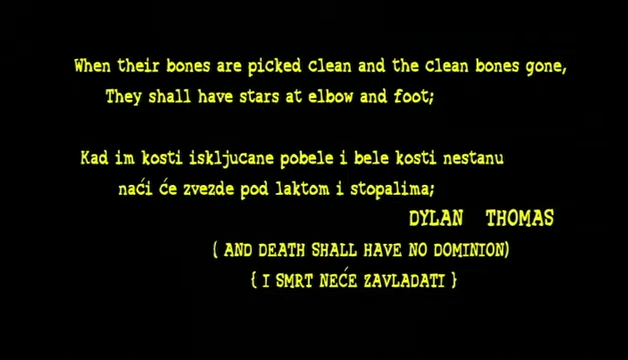 When their bones are picked clean and the clean bones gone,
They shall have stars at elbow and foot;
Kad im kosti iskljucane pobele i bele kosti nestanu
naći će zvezde pod laktom i stopalima;
DYLAN THOMAS
( AND DEATH SHALL HAVE NO DOMINION)
{ I SMRT NEĆE ZAVLADATI }